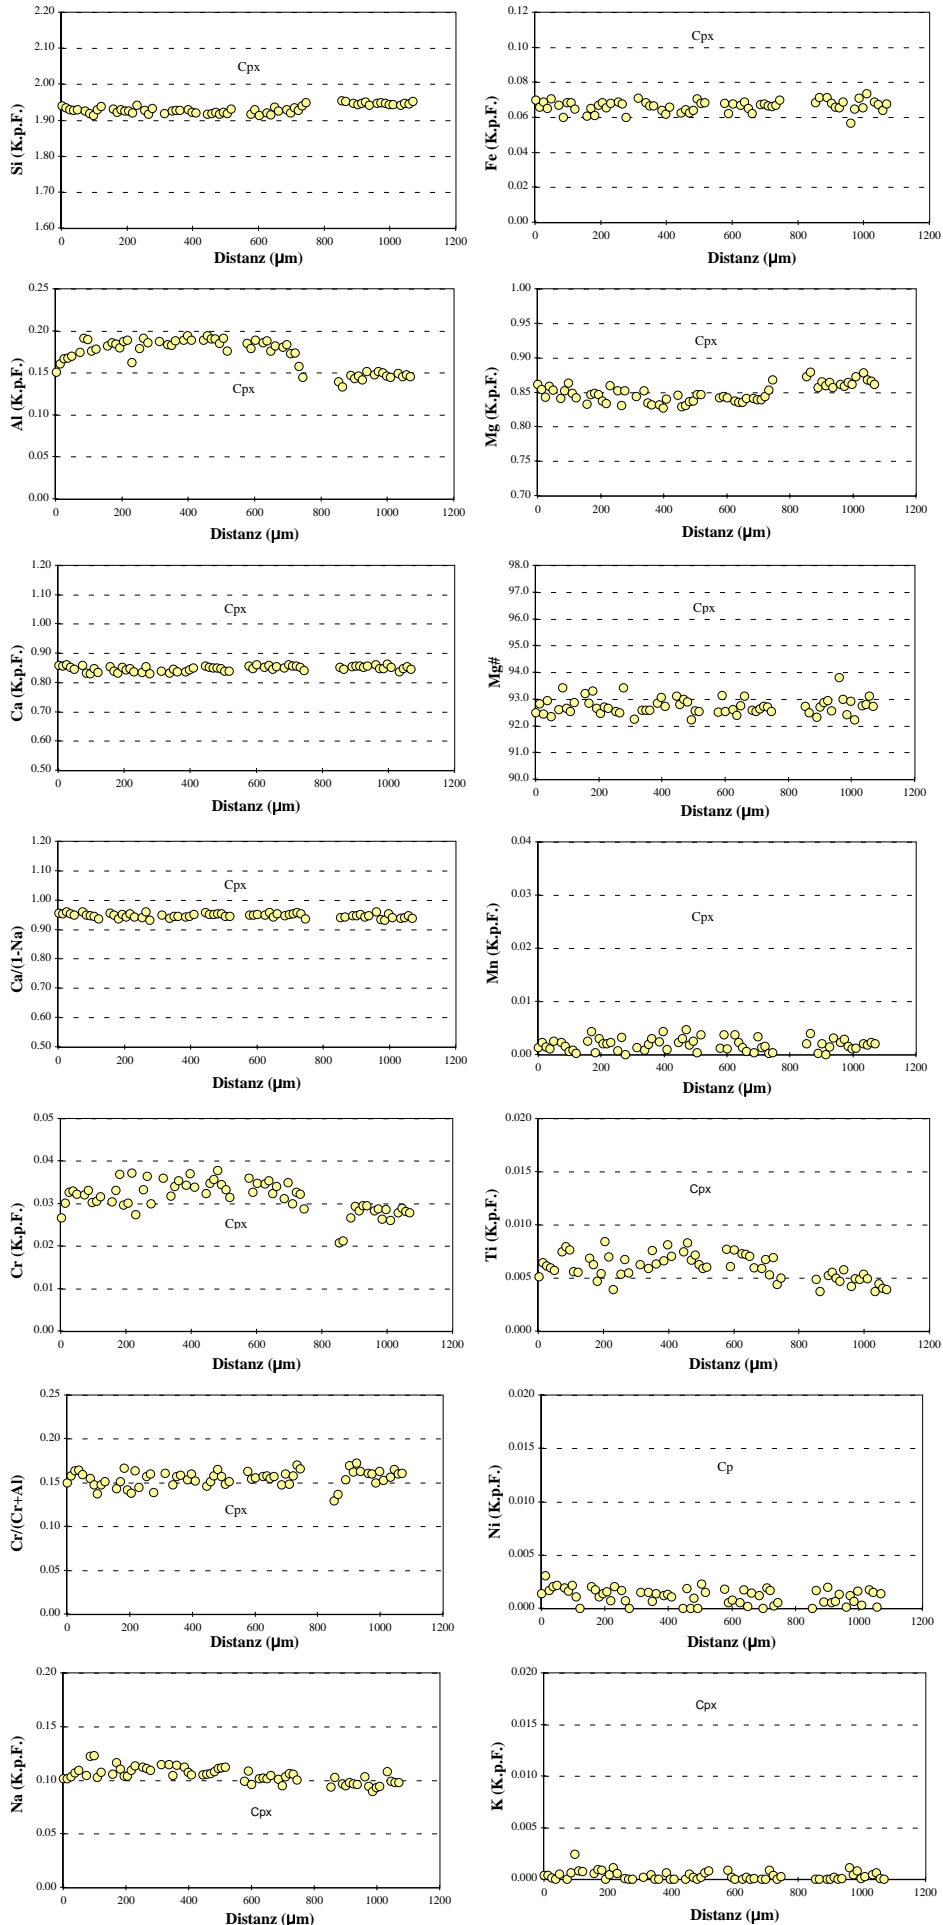 2.20
2.10
2.00
1.90
1.80
1.70
1.60
Si (K.p.F.)
Cpx
0 200 400 600 800 1000 1200
Distanz (µm)
0.12
0.10
0.08
0.06
0.04
0.02
0.00
Fe (K.p.F.)
Cpx
0 200 400 600 800 1000 1200
Distanz (µm)
0.25
0.20
0.15
0.10
0.05
0.00
Al (K.p.F.)
Cpx
0 200 400 600 800 1000 1200
Distanz (µm)
1.00
0.95
0.90
0.85
0.80
0.75
0.70
Mg (K.p.F.)
Cpx
0 200 400 600 800 1000 1200
Distanz (µm)
1.20
1.10
1.00
0.90
0.80
0.70
0.60
0.50
Ca (K.p.F.)
Cpx
0 200 400 600 800 1000 1200
Distanz (µm)
98.0
97.0
96.0
95.0
94.0
93.0
92.0
91.0
90.0
Mg#
Cpx
0 200 400 600 800 1000 1200
Distanz (µm)
1.20
1.10
1.00
0.90
0.80
0.70
0.60
0.50
Ca/(1-Na)
Cpx
0 200 400 600 800 1000 1200
Distanz (µm)
0.04
0.03
0.02
0.01
0.00
Mn (K.p.F.)
Cpx
0 200 400 600 800 1000 1200
Distanz (µm)
0.05
0.04
0.03
0.02
0.01
0.00
Cr (K.p.F.)
Cpx
0 200 400 600 800 1000 1200
Distanz (µm)
0.020
0.015
0.010
0.005
0.000
Ti (K.p.F.)
Cpx
0 200 400 600 800 1000 1200
Distanz (µm)
0.25
0.20
0.15
0.10
0.05
0.00
Cr/(Cr+Al)
Cpx
0 200 400 600 800 1000 1200
Distanz (µm)
0.020
0.015
0.010
0.005
0.000
Ni (K.p.F.)
Cp
0 200 400 600 800 1000 1200
Distanz (µm)
0.20
0.15
0.10
0.05
0.00
Na (K.p.F.)
Cpx
0 200 400 600 800 1000 1200
Distanz (µm)
0.020
0.015
0.010
0.005
0.000
K (K.p.F.)
Cpx
0 200 400 600 800 1000 1200
Distanz (µm)